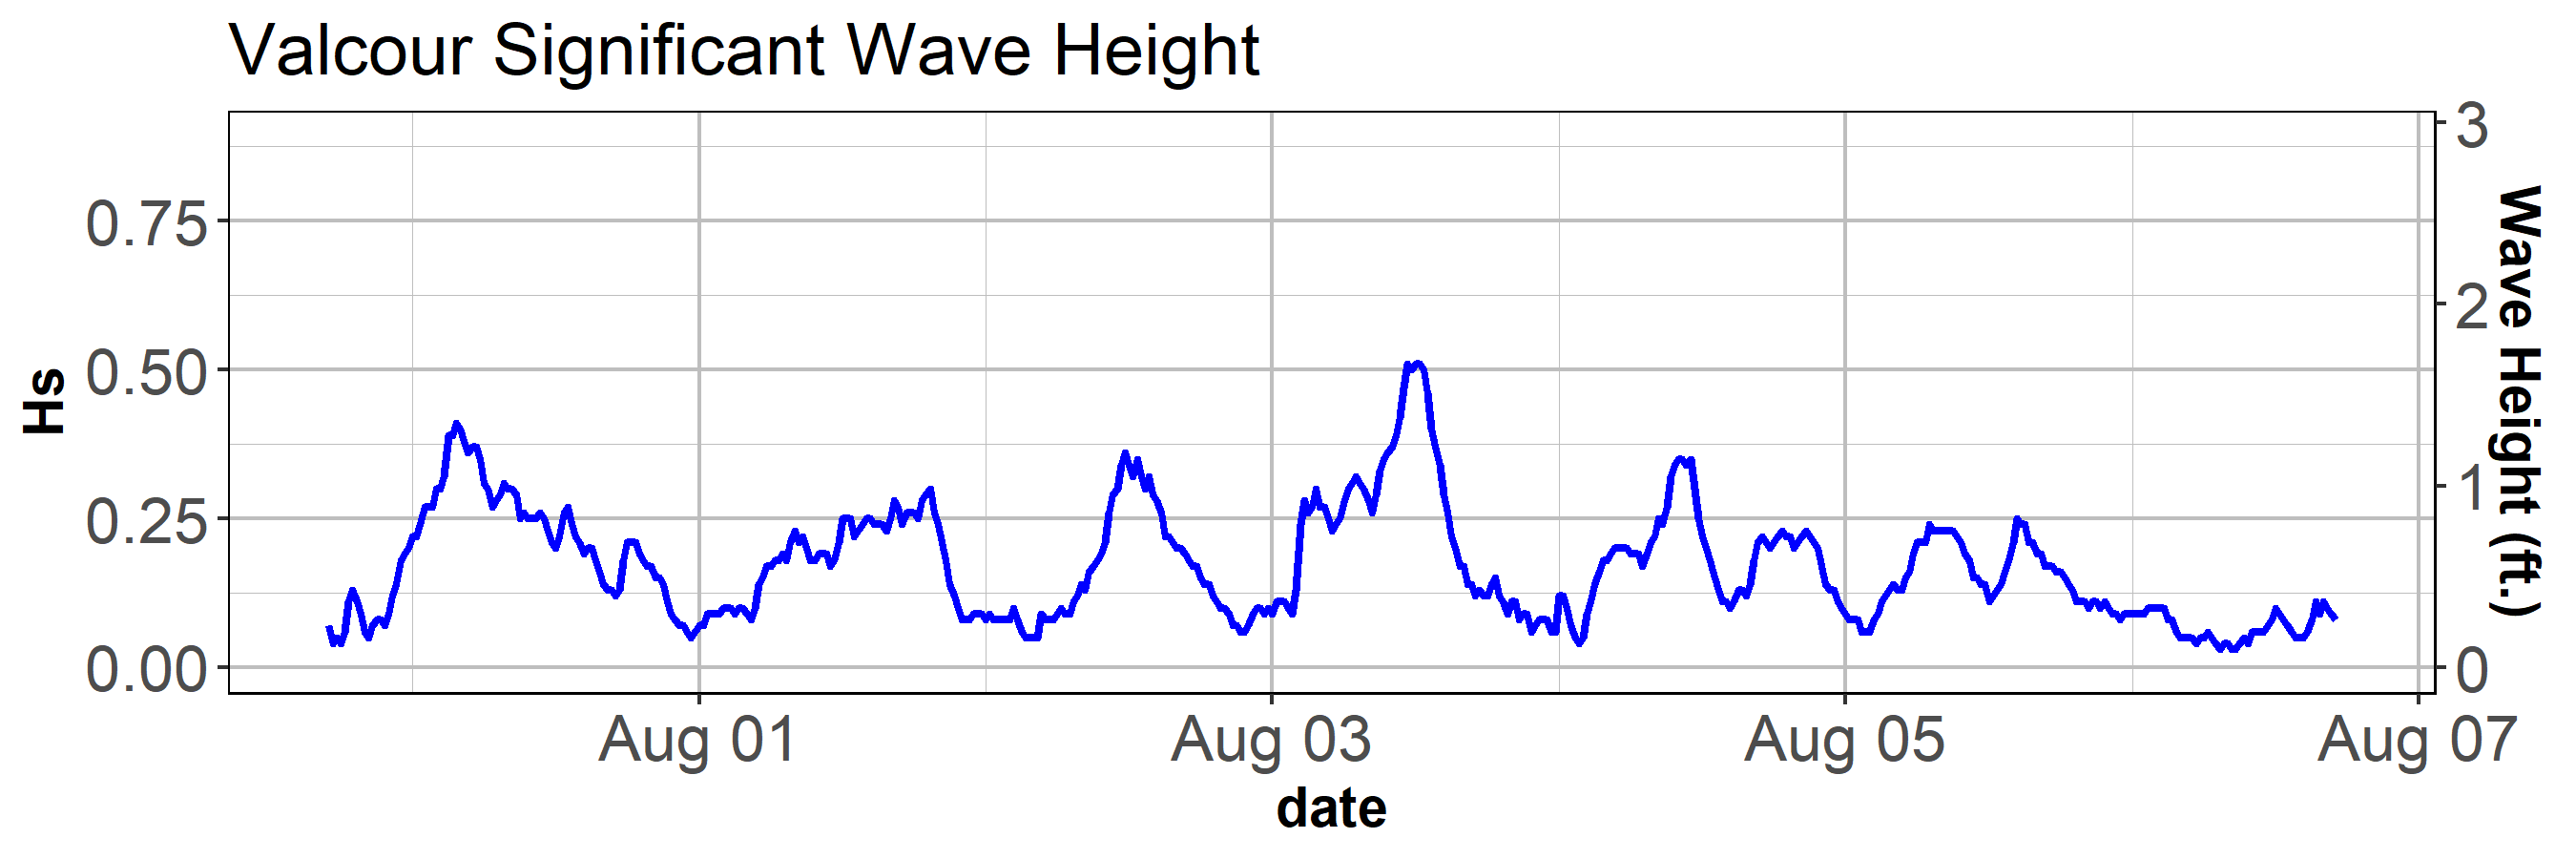 Valcour Significant Wave Height
Hs
0.75
0.50
0.25
0.00
3
2
1
0
Wave Height (ft.)
Aug 01 Aug 03 Aug 05 Aug 07
date